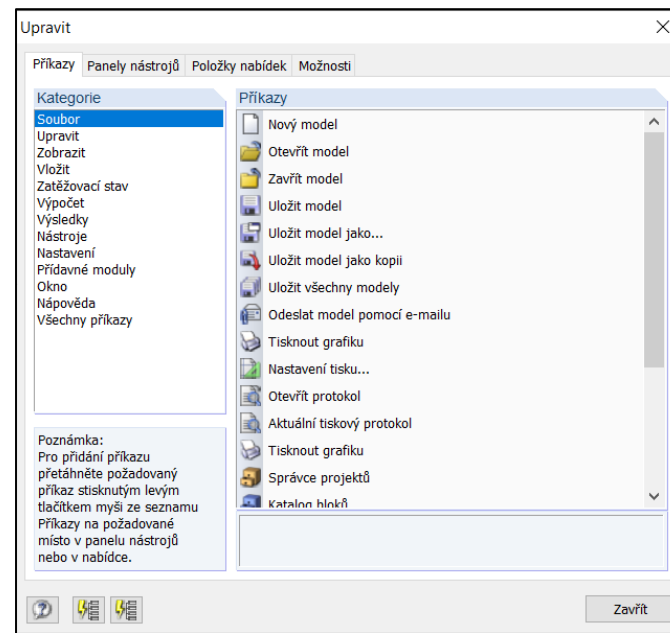 Upravit
Příkazy Panely nástrojů Položky nabídek Možnosti
Kategorie
Soubor
Upravit
Zobrazit
Vložit
Zatěžovací stav
Výpočet
Výsledky
Nástroje
Nastavení
Přídavné moduly
Okno
Nápověda
Všechny příkazy
Poznámka:
Pro přidání příkazu
přetáhněte požadovaný
příkaz stisknutým levým
tlačítkem myši ze seznamu
Příkazy na požadované
místo v panelu nástrojů
nebo v nabídce.
Příkazy
Nový model
Otevřít model
Zavřít model
Uložit model
Uložit model jako...
Uložit model jako kopii
Uložit všechny modely
Odeslat model pomocí e-mailu
Tisknout grafiku
Nastavení tisku...
Otevřít protokol
Aktuální tiskový protokol
Tisknout grafiku
Správce projektů
Katalog bloků
Zavřít